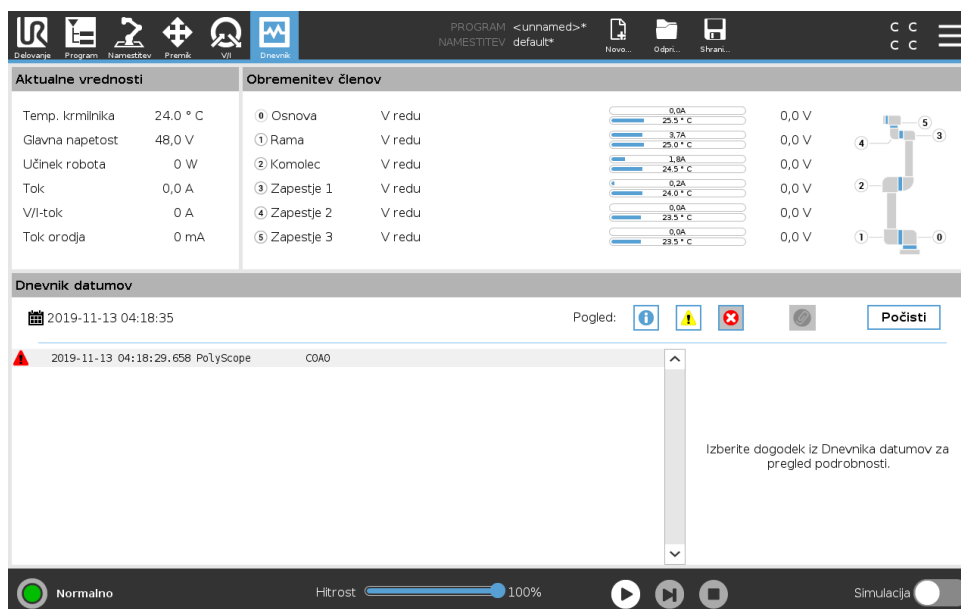 UR
PROGRAM <unnamed>*
NAMESTITEV default*
Delovanje Program Namestitev Premik V/I Dnevnik Novo... Odpri... Shrani...
C C
C C
Aktualne vrednosti Obremenitev členov
Temp. krmilnika 24.0 ° C 0 Osnova V redu 0,0A 25.5 ° C 0,0 V
Glavna napetost 48,0 V 1 Rama V redu 3,7A 25.0 ° C 0,0 V
Učinek robota 0 W 2 Komolec V redu 1,8A 24.5 ° C 0,0 V
Tok 0,0 A 3 Zapestje 1 V redu 0,2A 24.0 ° C 0,0 V
V/I-tok 0 A 4 Zapestje 2 V redu 0,0A 23.5 ° C 0,0 V
Tok orodja 0 mA 5 Zapestje 3 V redu 0,0A 23.5 ° C 0,0 V
5
4 3
2
1 0
Dnevnik datumov
2019-11-13 04:18:35 Pogled: Počisti
2019-11-13 04:18:29.658 PolyScope C0A0
Izberite dogodek iz Dnevnika datumov za
pregled podrobnosti.
Normalno Hitrost 100% Simulacija